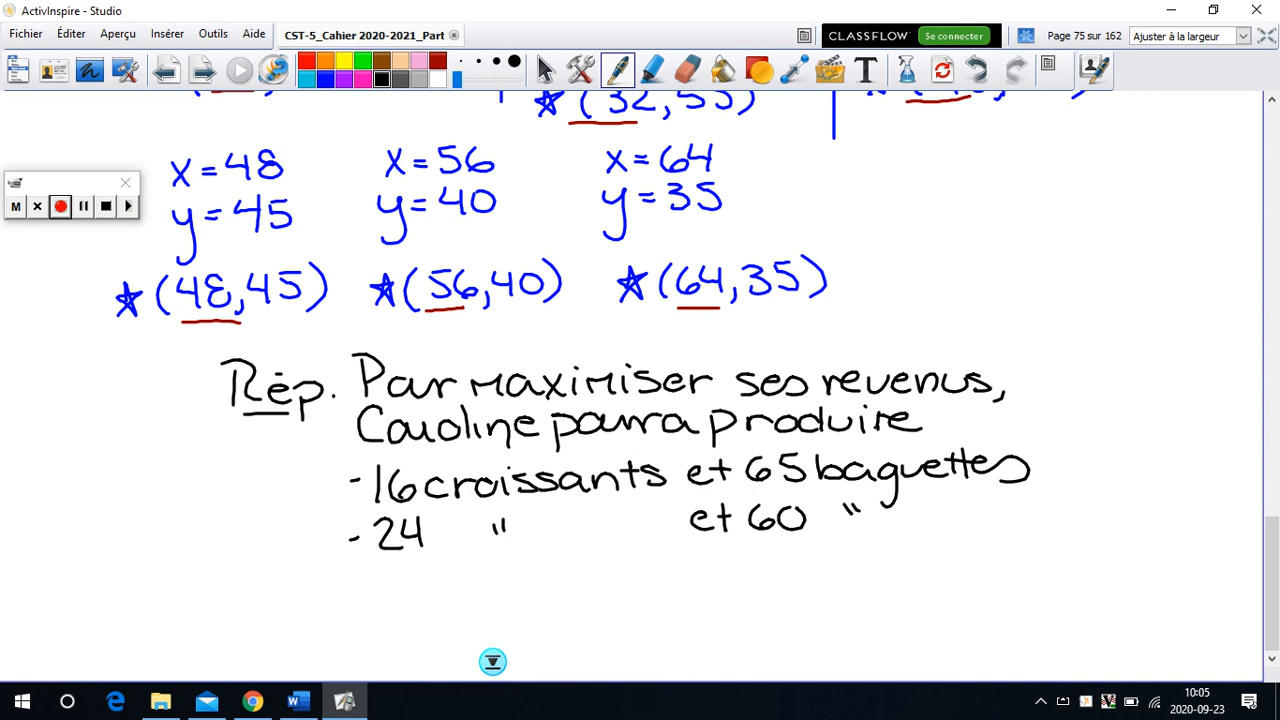 ActivInspire - Studio
Fichier Éditer Aperçu Insérer Outils Aide
CST-5_Cahier 2020-2021_Part
CLASSFLOW Se connecter
Page 75 sur 162
Ajuster à la largeur
(32,55)
x=48 x=56 x=64
y=45 y=40 y=35
M
(48,45) (56,40) (64,35)
Rép. Par maximiser ses revenus,
Caroline pourra produire
-16 croissants et 65 baguettes
-24 " et 60 "
10:05
2020-09-23